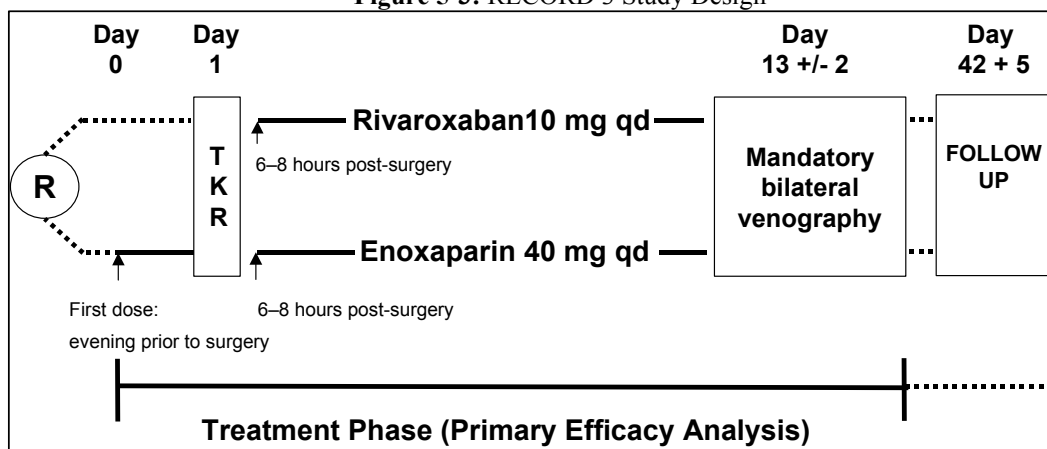 Figure RECORD 3 Study Design
Day 0
Day 1
Day 13 +/- 2
Day 42 + 5
R
TKR
Rivaroxaban10 mg qd
6–8 hours post-surgery
Enoxaparin 40 mg qd
6–8 hours post-surgery
First dose:
evening prior to surgery
Mandatory
bilateral
venography
FOLLOW
UP
Treatment Phase (Primary Efficacy Analysis)